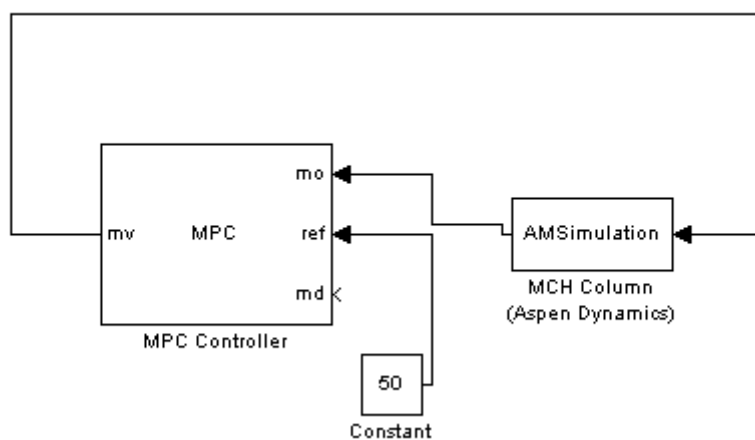 mo
mv
MPC
ref
md
MPC Controller
AMSimulation
MCH Column
(Aspen Dynamics)
50
Constant